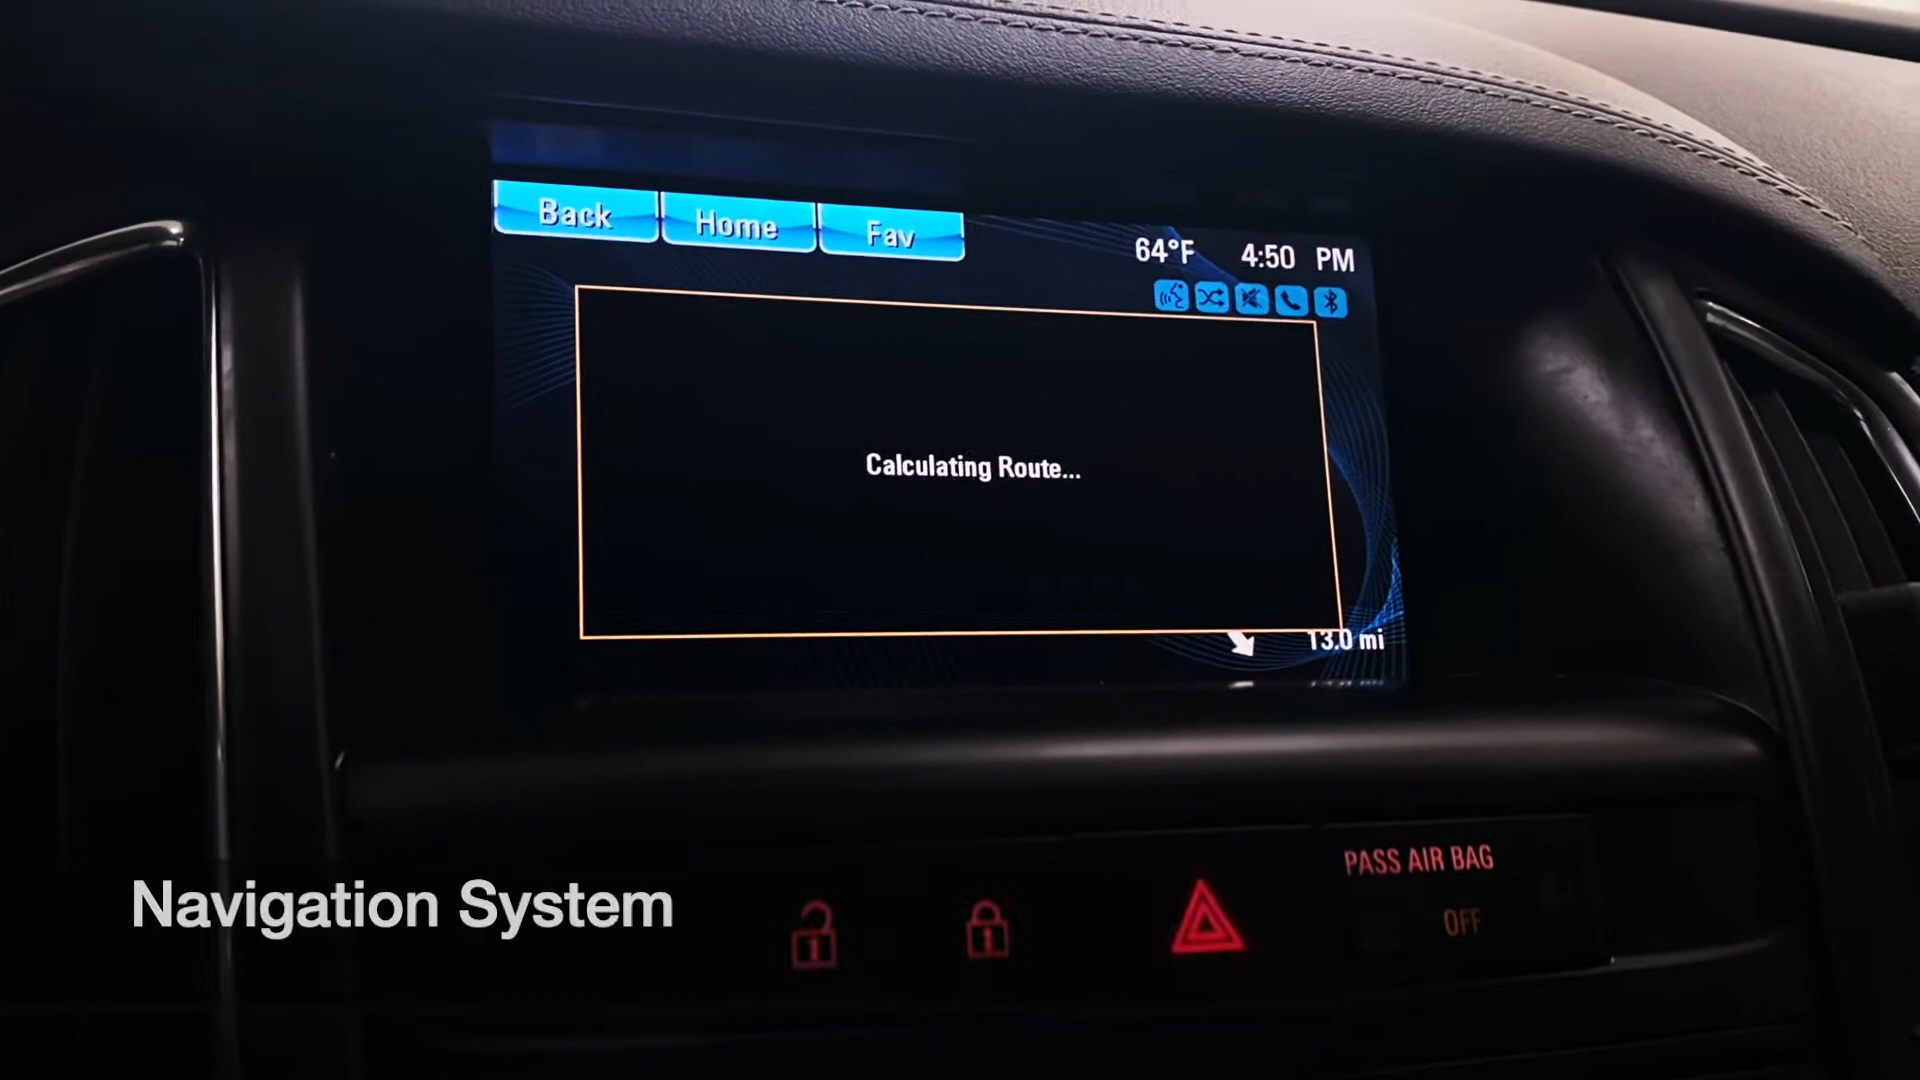 Back Home Fav
64°F 4:50 PM
Calculating Route...
13.0 mi
PASS AIR BAG
OFF
Navigation System